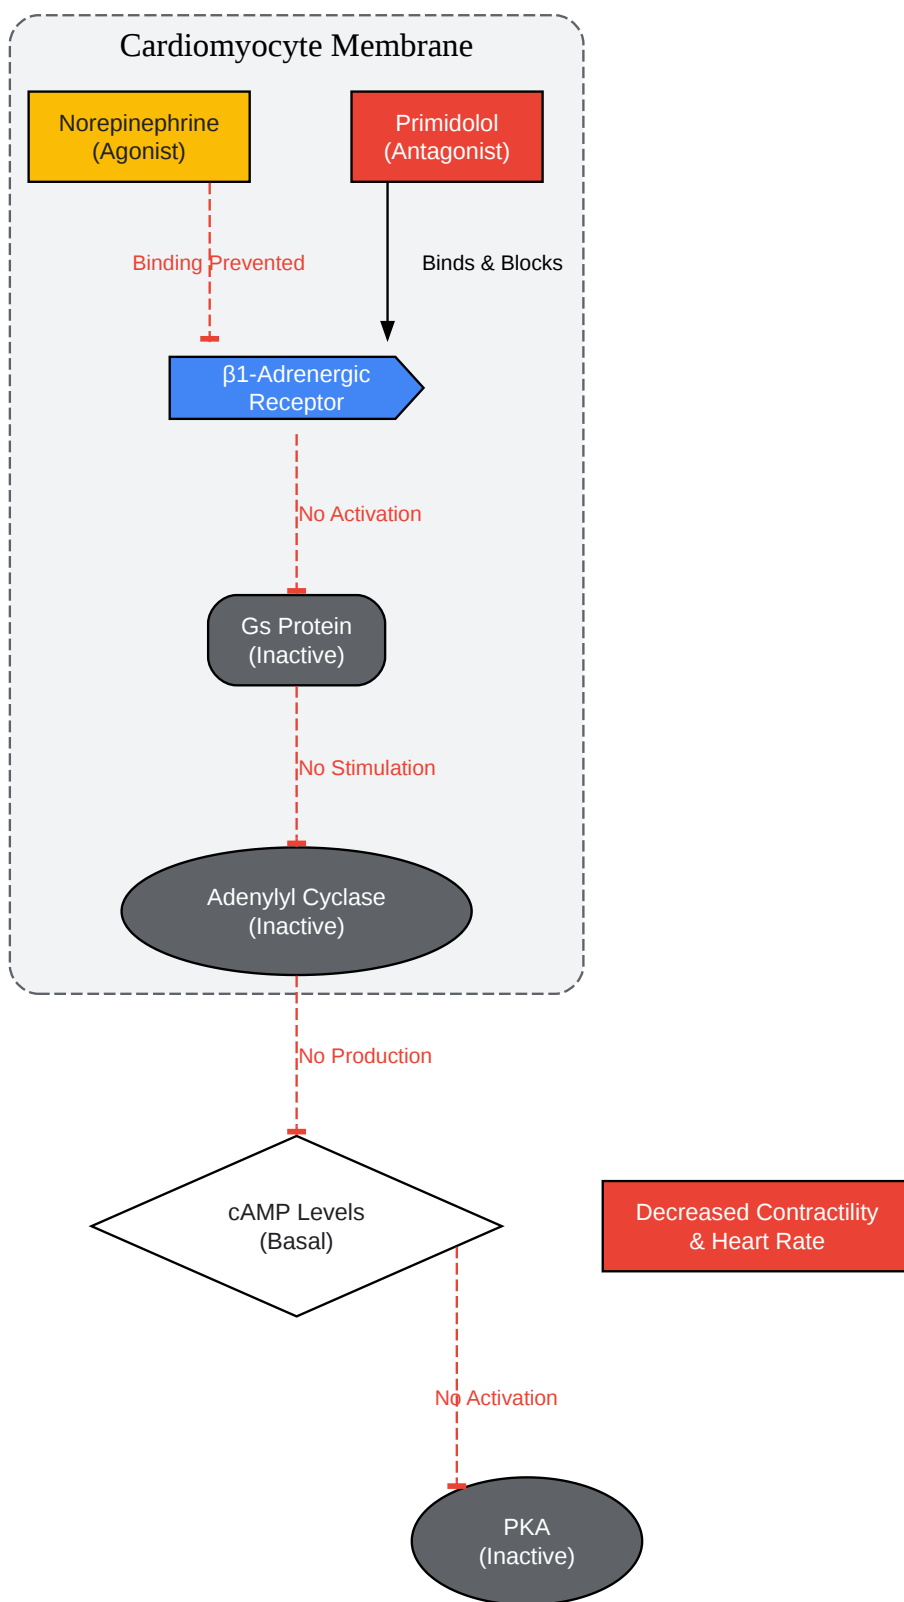 Cardiomyocyte Membrane
Norepinephrine
(Agonist)
Primidolol
(Antagonist)
Binding Prevented
Binds & Blocks
β1-Adrenergic
Receptor
No Activation
Gs Protein
(Inactive)
No Stimulation
Adenylyl Cyclase
(Inactive)
No Production
cAMP Levels
(Basal)
Decreased Contractility
& Heart Rate
No Activation
PKA
(Inactive)